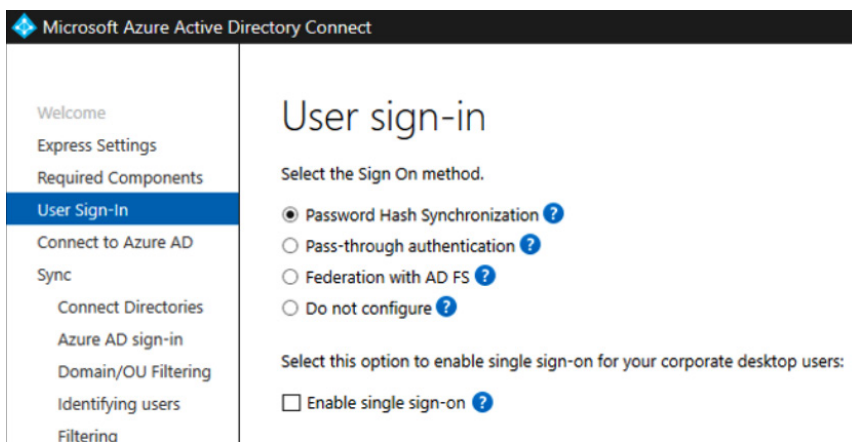 Microsoft Azure Active Directory Connect
Welcome
Express Settings
Required Components
User Sign-In
Connect to Azure AD
Sync
Connect Directories
Azure AD sign-in
Domain/OU Filtering
Identifying users
Filtering
User sign-in
Select the Sign On method.
Password Hash Synchronization ?
Pass-through authentication ?
Federation with AD FS ?
Do not configure ?
Select this option to enable single sign-on for your corporate desktop users:
Enable single sign-on ?